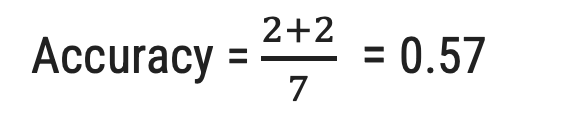 Accuracy = 2+2/7 = 0.57